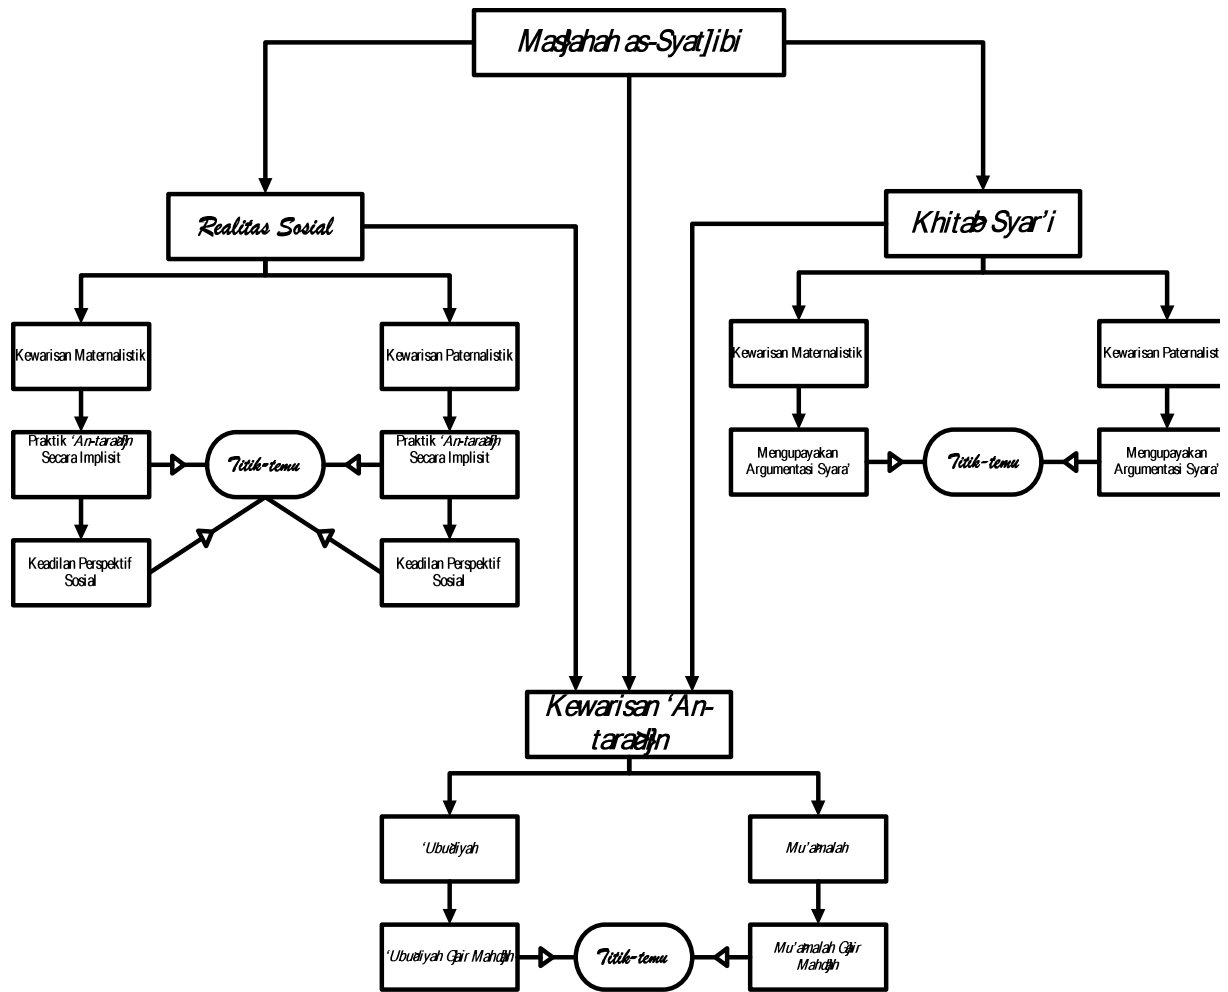 Maslahah as-Syat]ibi
Realitas Sosial
Khitab Syar'i
Kewarisan Maternalistik
Kewarisan Paternalistik
Kewarisan Maternalistik
Kewarisan Paternalist
Praktik 'An-taradin
Secara Implisit
Titik-temu
Praktik 'An-taradin
Secara Implisit
Mengupayakan
Argumentasi Syara'
Titik-temu
Mengupayakan
Argumentasi Syara'
Keadilan Perspektif
Sosial
Keadilan Perspektif
Sosial
Kewarisan 'An-
taradin
'Ubudiyah
Mu'amalah
'Ubudiyah Gair Mahdah
Titik-temu
Mu'amalah Gair
Mahdah